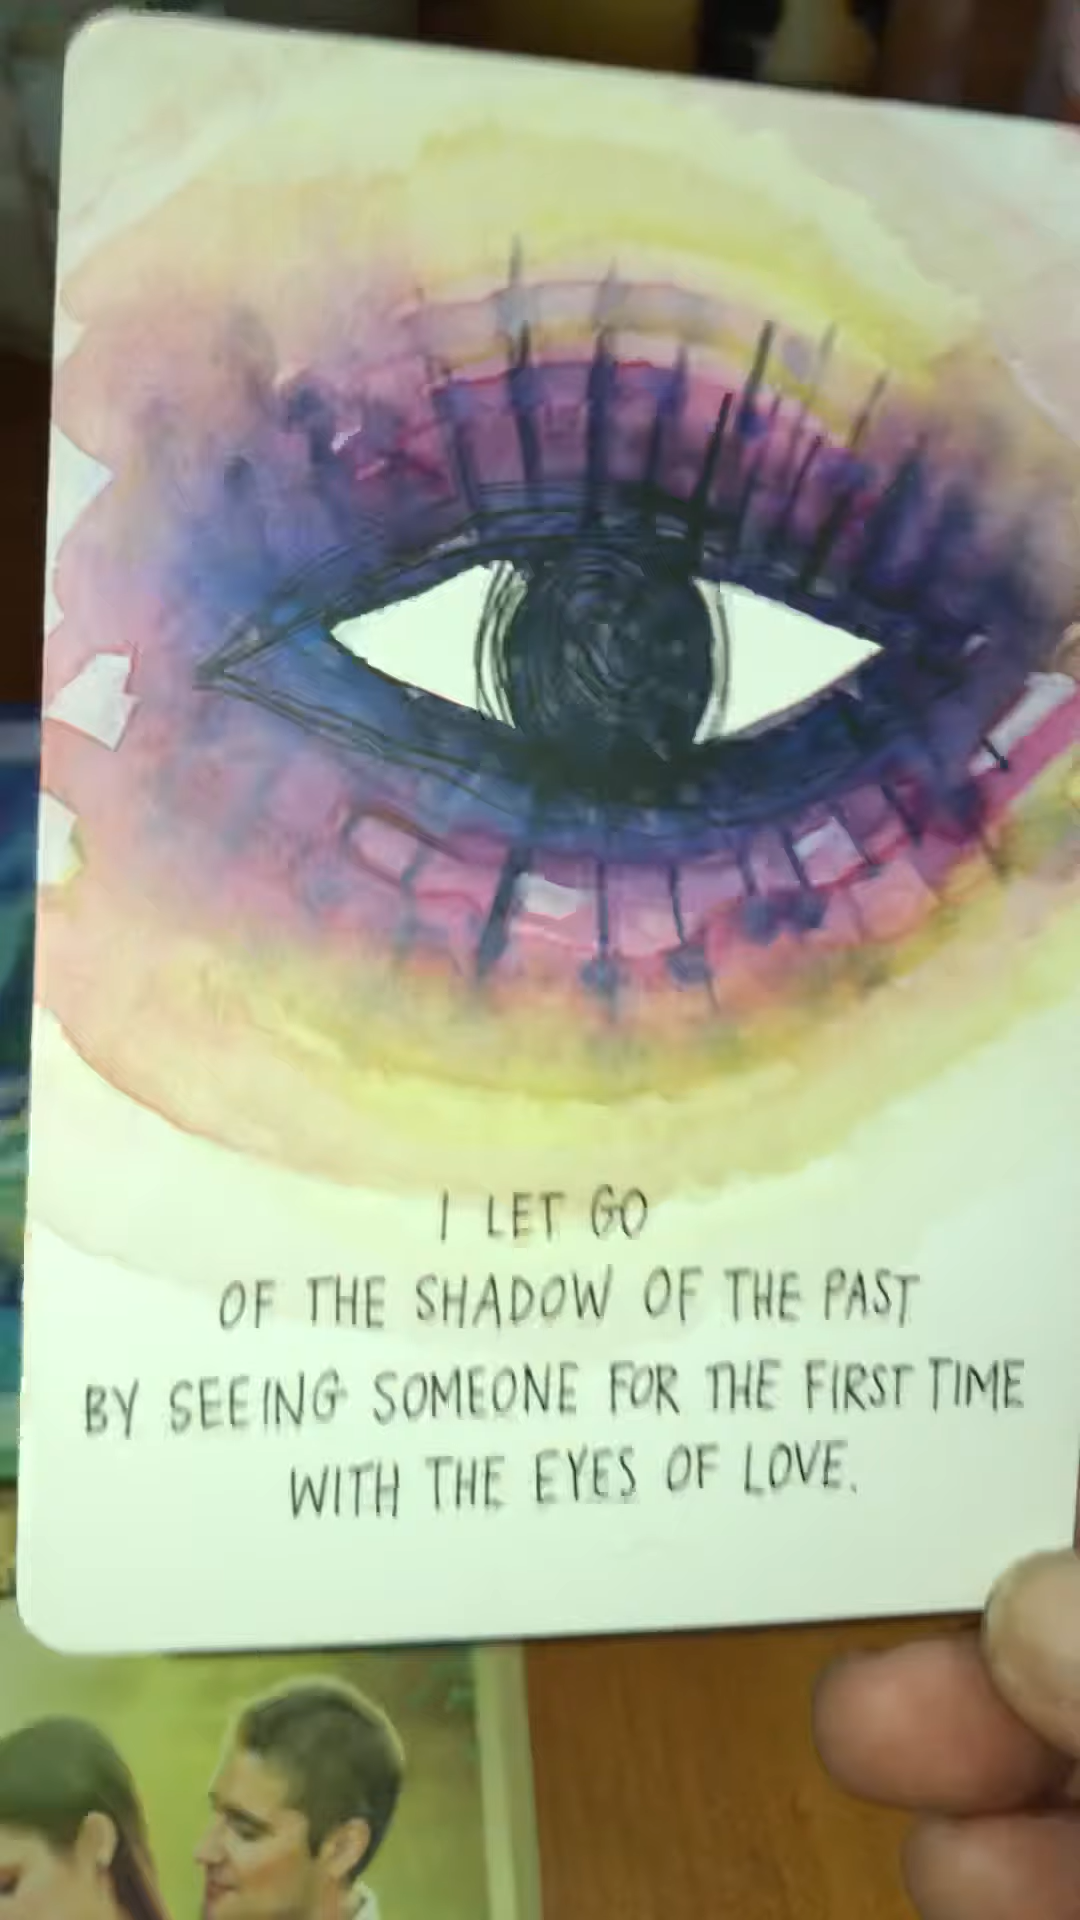 I LET GO
OF THE SHADOW OF THE PAST
BY SEEING SOMEONE FOR THE FIRST TIME
WITH THE EYES OF LOVE.